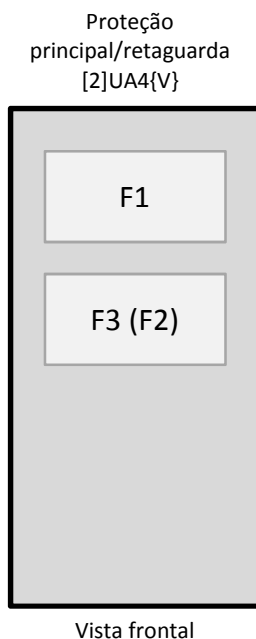 Proteção
principal/retaguarda
[2]UA4{V}
F1
F3 (F2)
Vista frontal